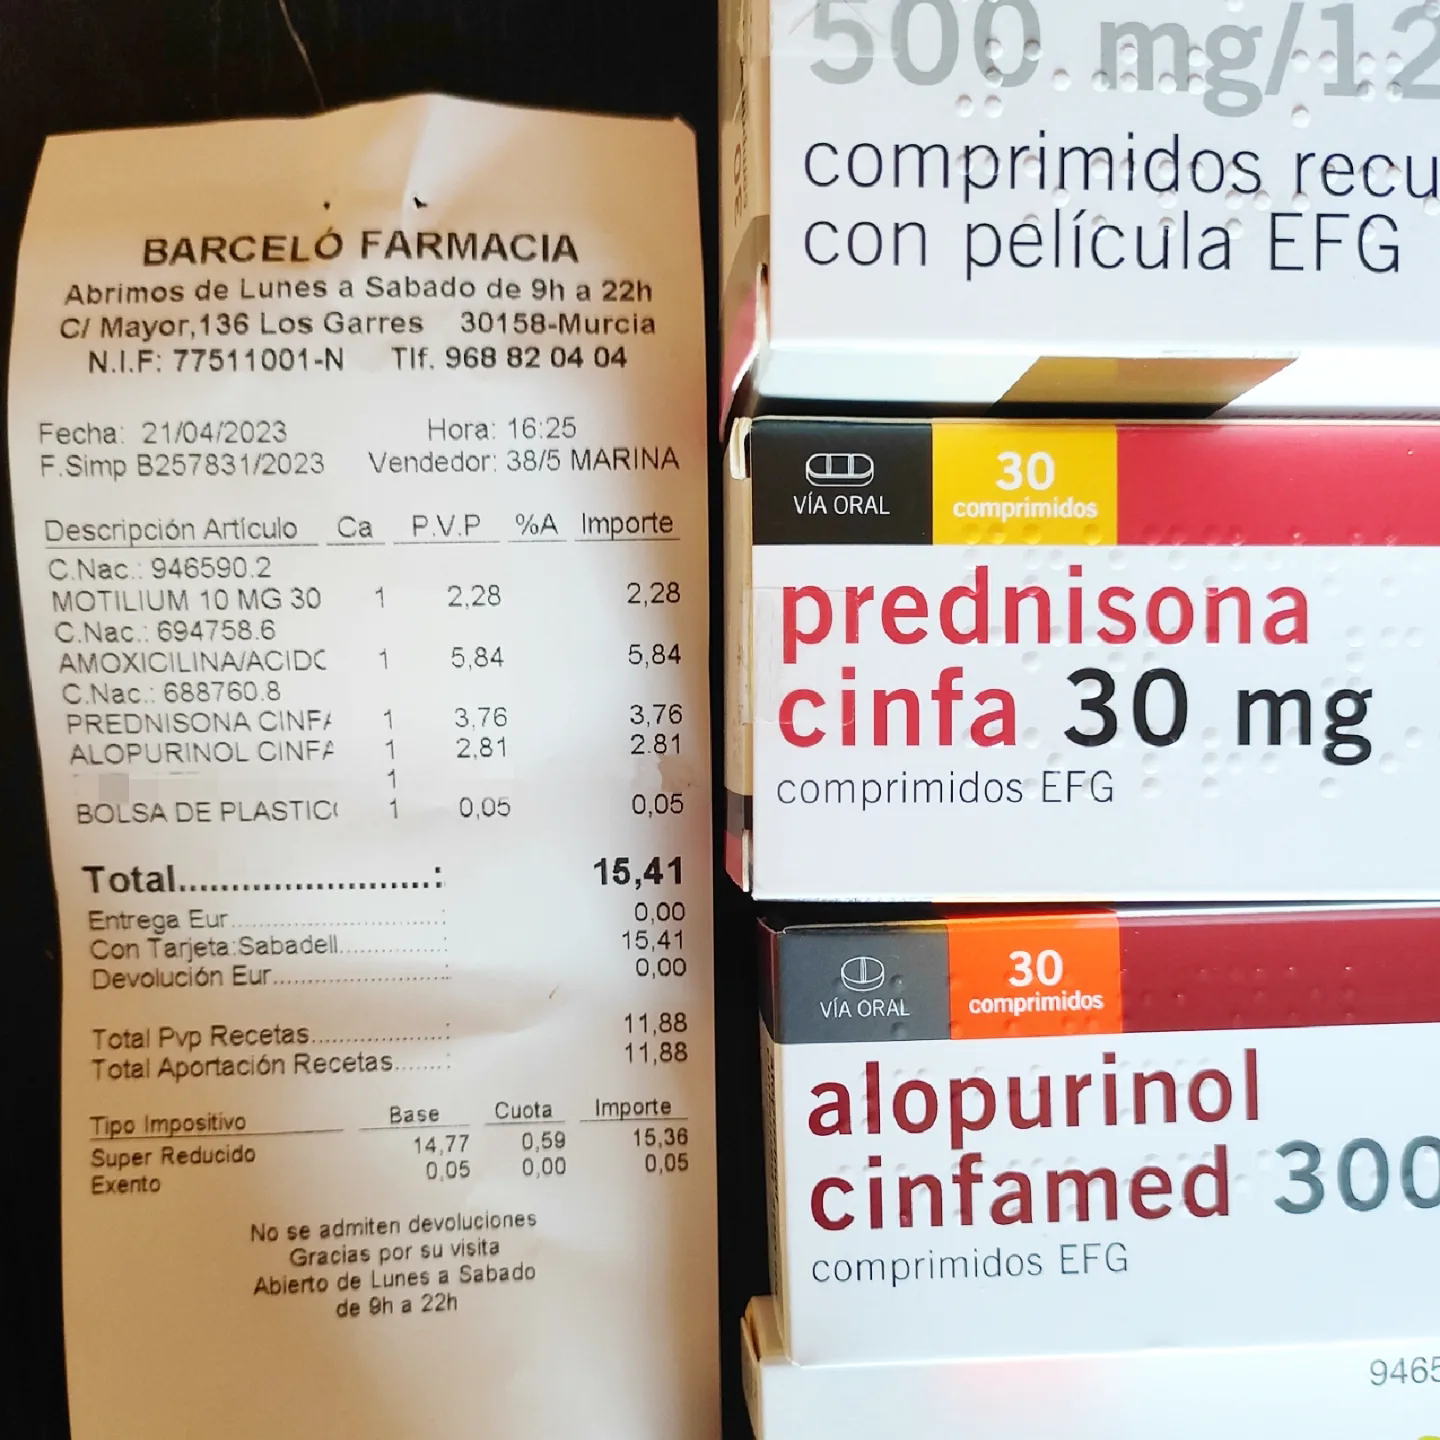 BARCELÓ FARMACIA
Abrimos de Lunes a Sabado de 9h a 22h
C/ Mayor,136 Los Garres 30158-Murcia
N.I.F: 77511001-N Tlf. 968 82 04 04
Fecha: 21/04/2023 Hora: 16:25
F.Simp B257831/2023 Vendedor: 38/5 MARINA
Descripción Artículo Ca P.V.P %A Importe
C.Nac.: 946590.2
MOTILIUM 10 MG 30 1 2,28 2,28
C.Nac.: 694758.6
AMOXICILINA/ACIDO 1 5,84 5,84
C.Nac.: 688760.8
PREDNISONA CINFA 1 3,76 3,76
ALOPURINOL CINFA 1 2,81 2.81
1
BOLSA DE PLASTICO 1 0,05 0,05
Total........................: 15,41
Entrega Eur........................: 0,00
Con Tarjeta:Sabadell............: 15,41
Devolución Eur....................: 0,00
Total Pvp Recetas................: 11,88
Total Aportación Recetas.......: 11,88
Tipo Impositivo Base Cuota Importe
Super Reducido 14,77 0,59 15,36
Exento 0,05 0,00 0,05
No se admiten devoluciones
Gracias por su visita
Abierto de Lunes a Sabado
de 9h a 22h
500 mg/12
comprimidos recu
con película EFG
VÍA ORAL
30
comprimidos
prednisona
cinfa 30 mg
comprimidos EFG
VÍA ORAL
30
comprimidos
alopurinol
cinfamed 300
comprimidos EFG
9465